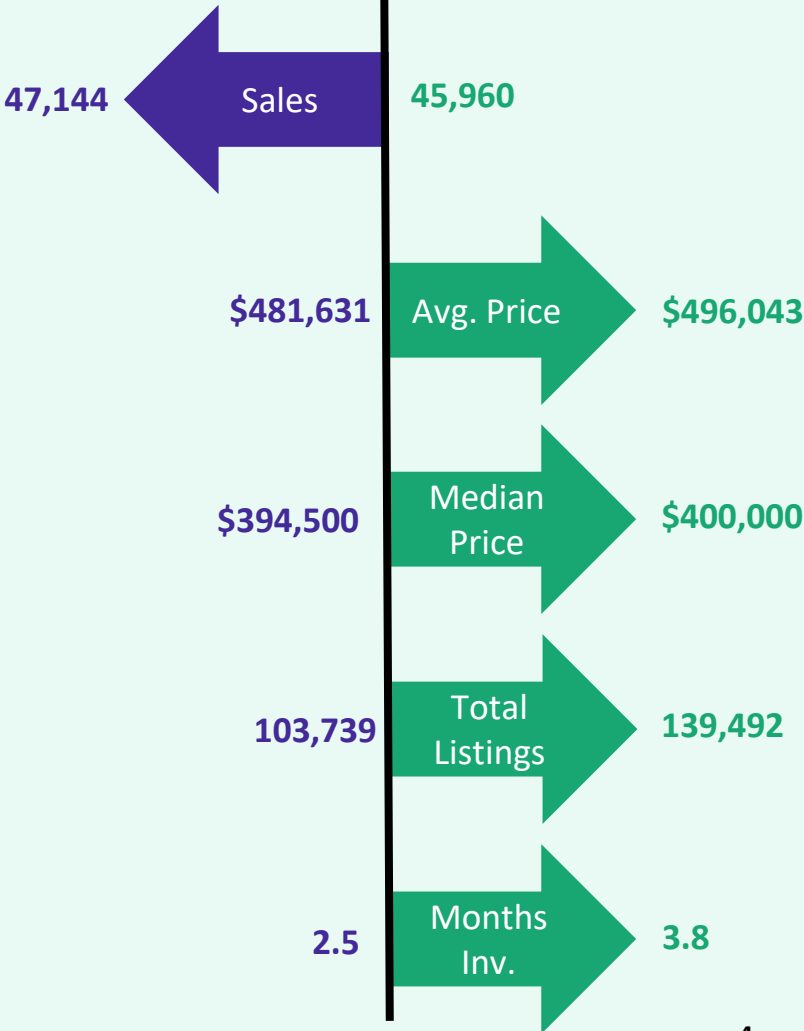 47,144 Sales 45,960
$481,631 Avg. Price $496,043
Median
$394,500 Price $400,000
Total
103,739 Listings 139,492
Months
2.5 Inv. 3.8